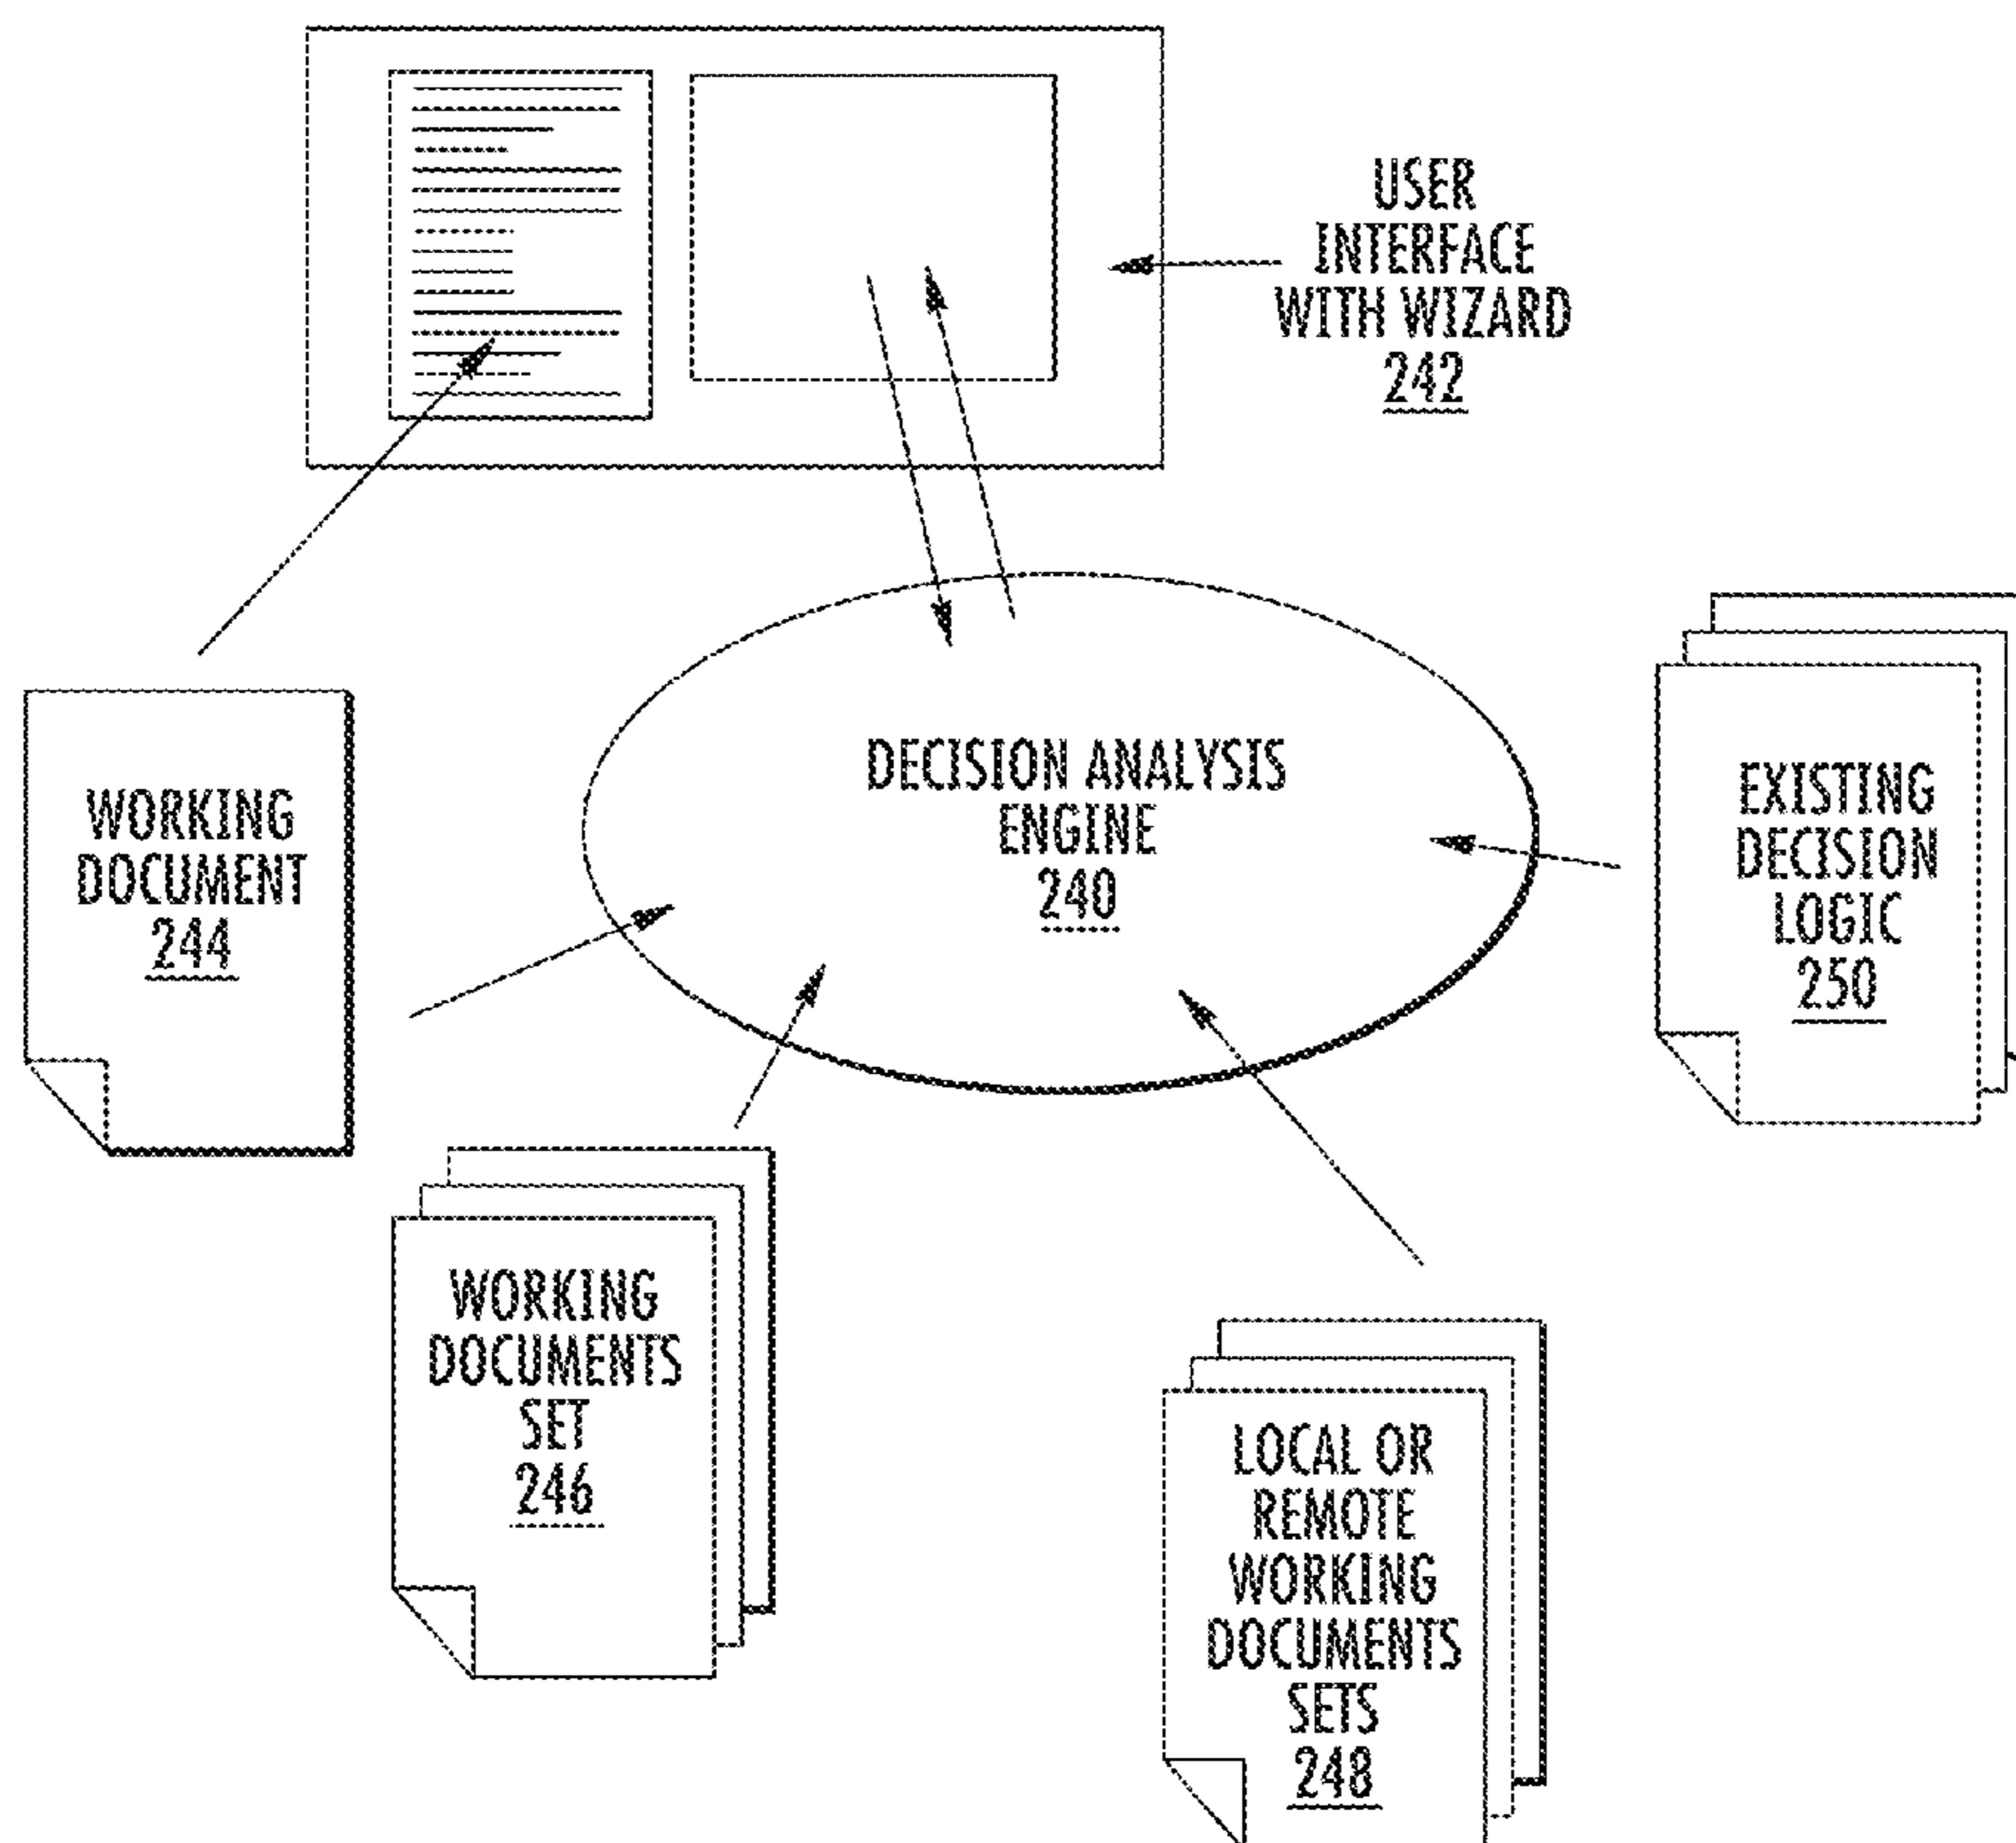 USER
INTERFACE
WITH WIZARD
242
DECISION ANALYSIS
ENGINE
240
WORKING
DOCUMENT
244
EXISTING
DECISION
LOGIC
250
WORKING
DOCUMENTS
SET
246
LOCAL OR
REMOTE
WORKING
DOCUMENTS
SETS
248